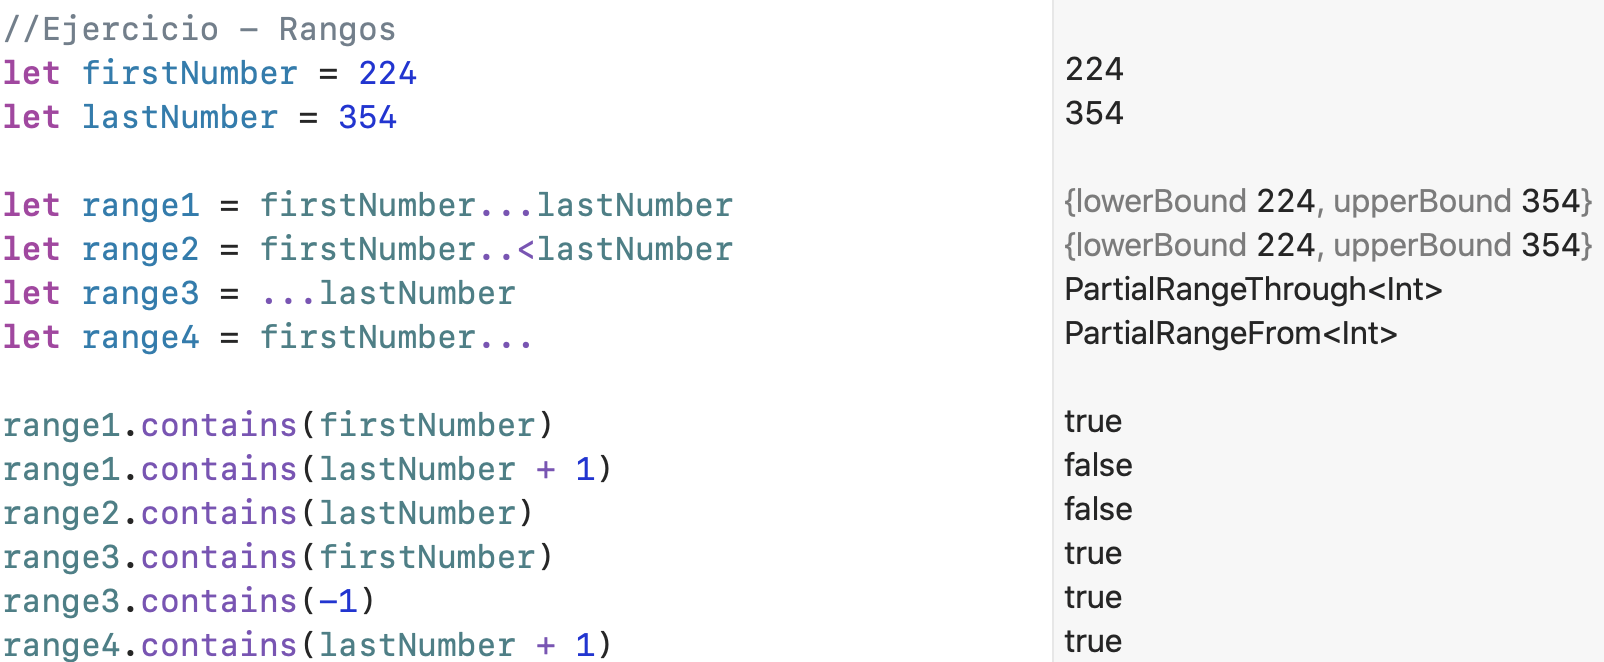 //Ejercicio - Rangos
let firstNumber = 224
224
let lastNumber = 354
354
let range1 = firstNumber...lastNumber
{lowerBound 224, upperBound 354}
let range2 = firstNumber..<lastNumber
{lowerBound 224, upperBound 354}
let range3 = ...lastNumber
PartialRangeThrough<Int>
let range4 = firstNumber...
PartialRangeFrom<Int>
range1.contains(firstNumber)
true
range1.contains(lastNumber + 1)
false
range2.contains(lastNumber)
false
range3.contains(firstNumber)
true
range3.contains(-1)
true
range4.contains(lastNumber + 1)
true